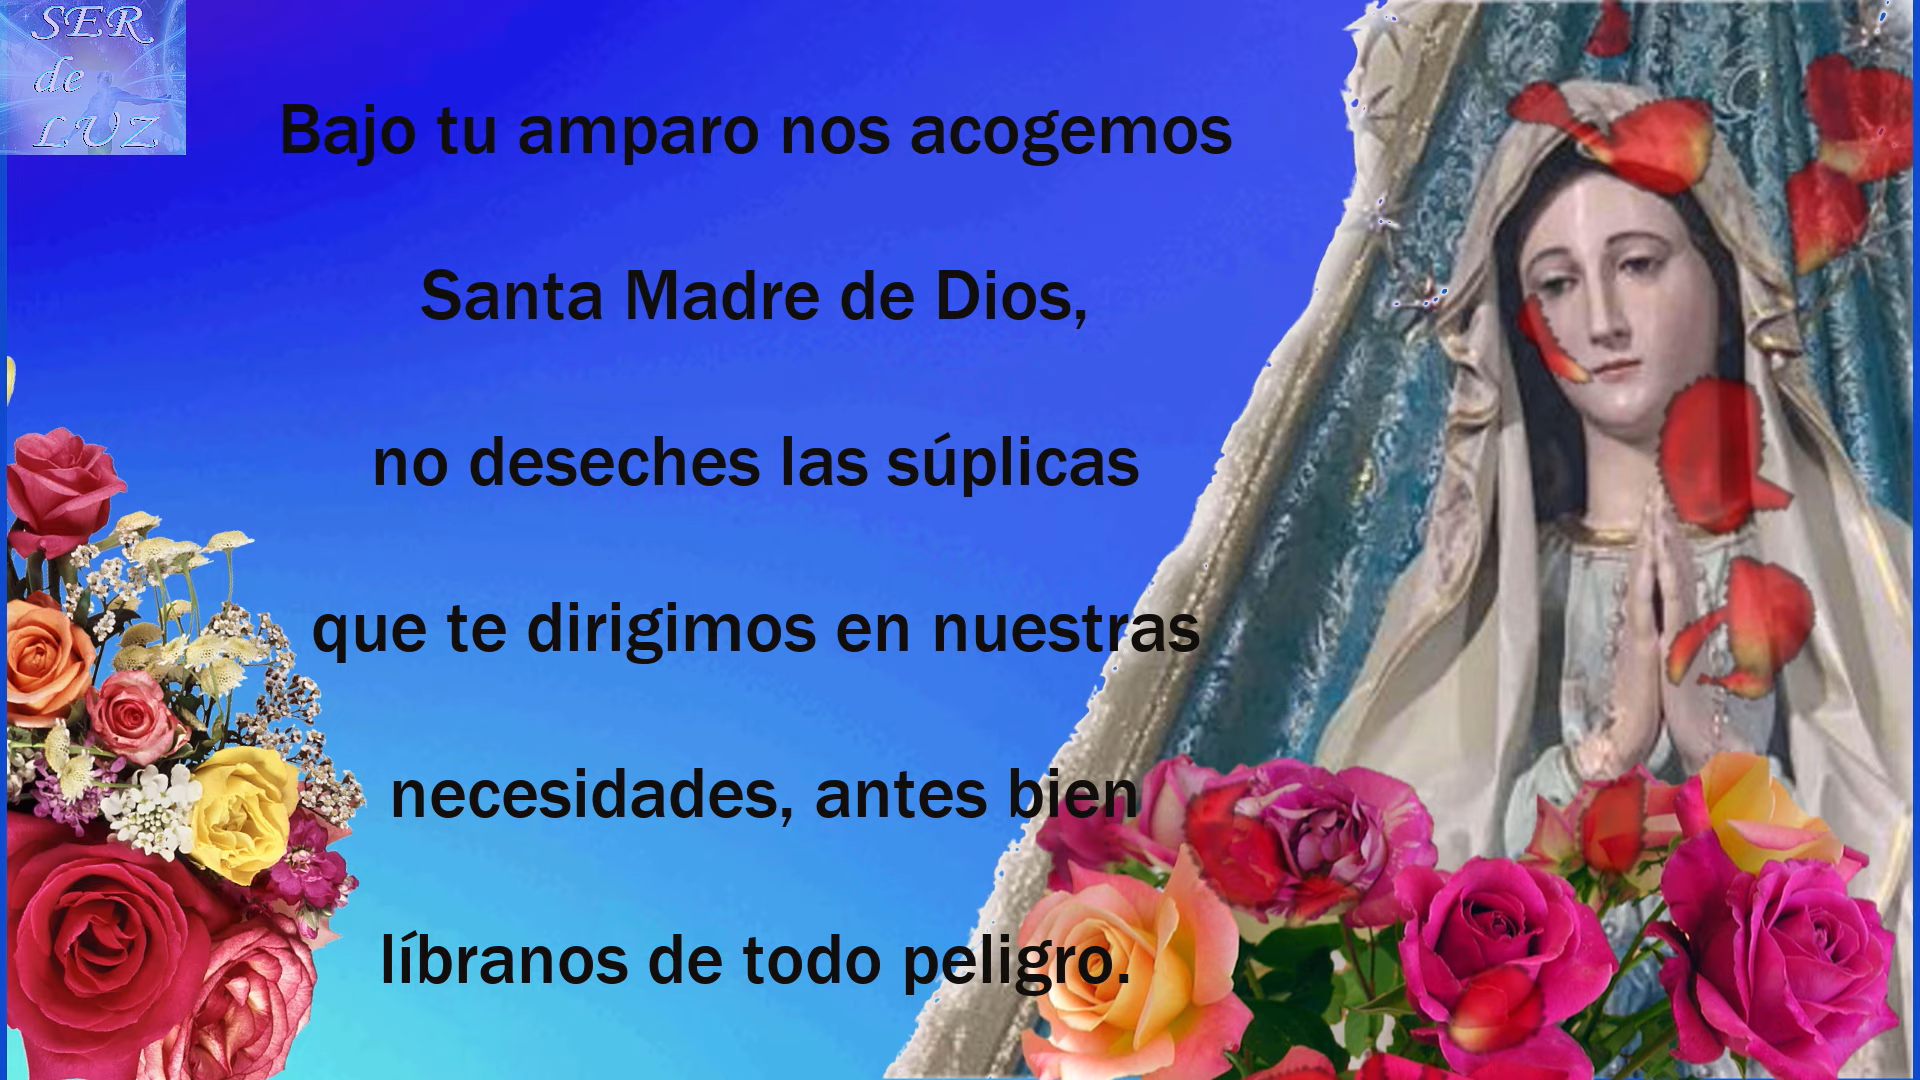 SER
de
LUZ
Bajo tu amparo nos acogemos
Santa Madre de Dios,
no deseches las súplicas
que te dirigimos en nuestras
necesidades, antes bien
líbranos de todo peligro.